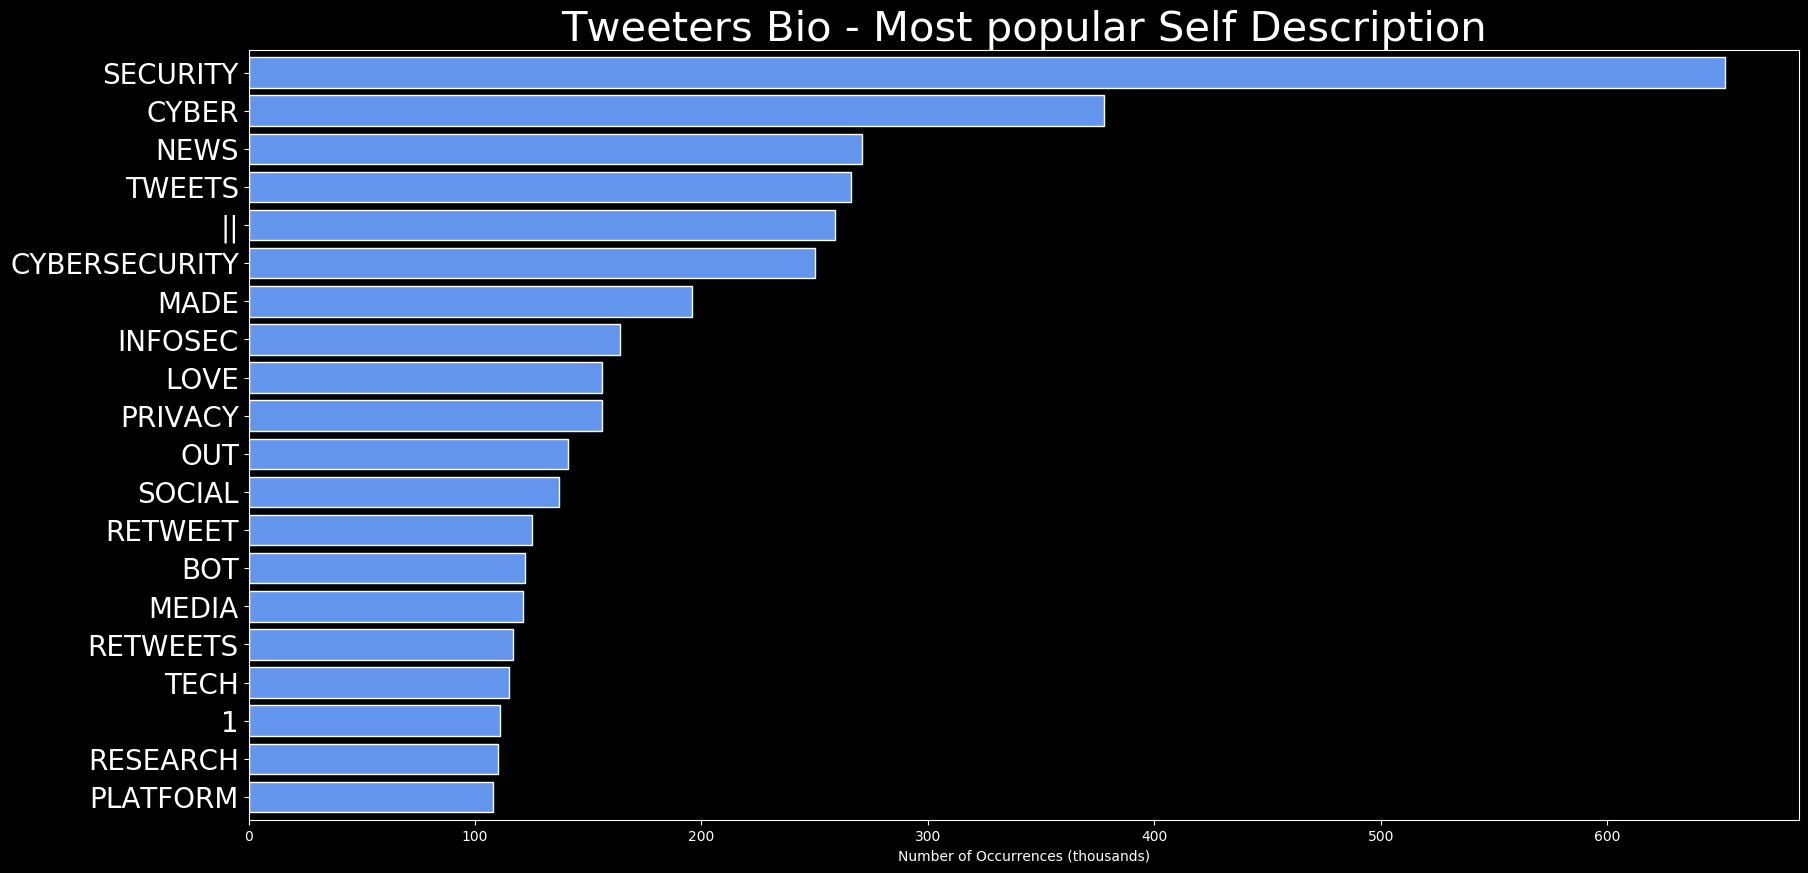 Tweeters Bio - Most popular Self Description
SECURITY
CYBER
NEWS
TWEETS
||
CYBERSECURITY
MADE
INFOSEC
LOVE
PRIVACY
OUT
SOCIAL
RETWEET
BOT
MEDIA
RETWEETS
TECH
1
RESEARCH
PLATFORM
0 100 200 300 400 500 600
Number of Occurrences (thousands)